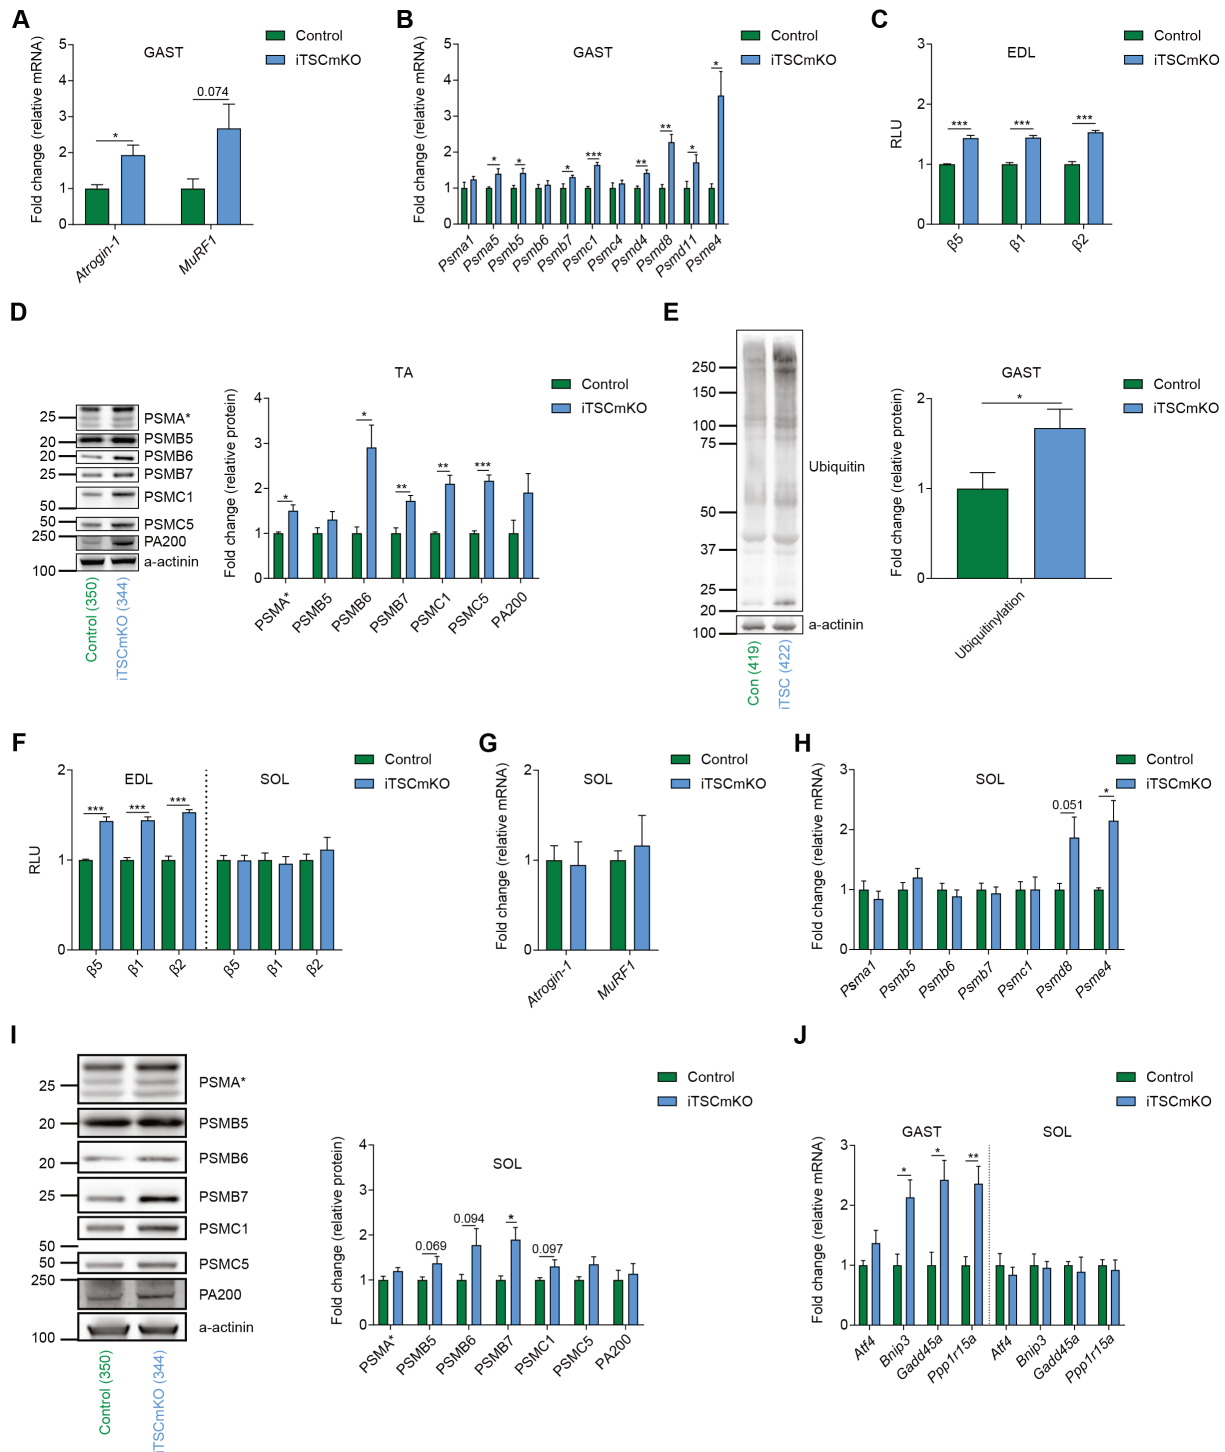 A
GAST
Control
iTSCmKO
Fold change (relative mRNA)
5
4
3
2
1
0
*
0.074
Atrogin-1
MuRF1
B
GAST
Control
iTSCmKO
Fold change (relative mRNA)
5
4
3
2
1
0
*
*
*
***
**
**
*
*
Psma1
Psma5
Psmb5
Psmb6
Psmb7
Psmc1
Psmc4
Psmd4
Psmd8
Psmd11
Psme4
C
EDL
Control
iTSCmKO
RLU
3
2
1
0
***
***
***
β5
β1
β2
D
25
20
20
25
50
50
250
100
PSMA*
PSMB5
PSMB6
PSMB7
PSMC1
PSMC5
PA200
a-actinin
Control (350)
iTSCmKO (344)
TA
Control
iTSCmKO
Fold change (relative protein)
4
3
2
1
0
*
*
**
**
***
PSMA*
PSMB5
PSMB6
PSMB7
PSMC1
PSMC5
PA200
E
250
150
100
75
50
37
25
20
100
Ubiquitin
a-actinin
Con (419)
iTSC (422)
GAST
Control
iTSCmKO
Fold change (relative protein)
2
1
0
*
Ubiquitinylation
F
EDL
SOL
Control
iTSCmKO
RLU
2
1
0
***
***
***
β5
β1
β2
β5
β1
β2
G
SOL
Control
iTSCmKO
Fold change (relative mRNA)
2
1
0
Atrogin-1
MuRF1
H
SOL
Control
iTSCmKO
Fold change (relative mRNA)
3
2
1
0
0.051
*
Psma1
Psmb5
Psmb6
Psmb7
Psmc1
Psmd8
Psme4
I
25
20
20
25
50
50
250
100
PSMA*
PSMB5
PSMB6
PSMB7
PSMC1
PSMC5
PA200
a-actinin
Control (350)
iTSCmKO (344)
SOL
Control
iTSCmKO
Fold change (relative protein)
4
3
2
1
0
0.069
0.094
*
0.097
PSMA*
PSMB5
PSMB6
PSMB7
PSMC1
PSMC5
PA200
J
GAST
SOL
Control
iTSCmKO
Fold change (relative mRNA)
3
2
1
0
*
*
**
Atf4
Bnip3
Gadd45a
Ppp1r15a
Atf4
Bnip3
Gadd45a
Ppp1r15a